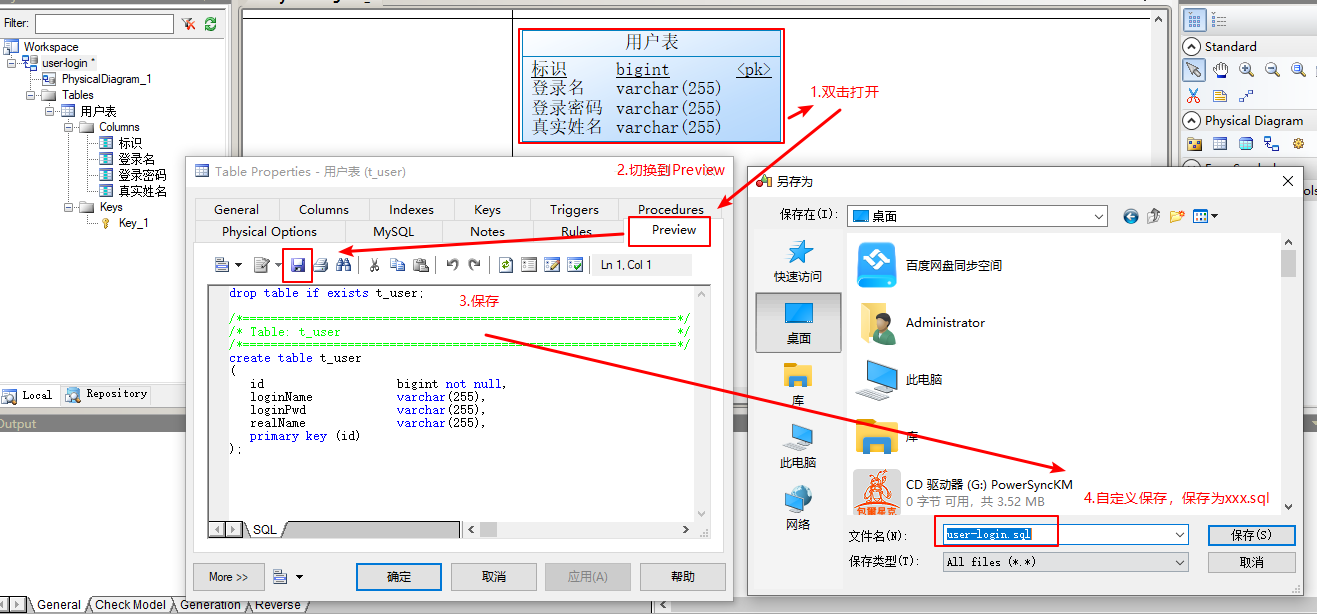 Filter:
Workspace
user-login *
PhysicalDiagram_1
Tables
用户表
Columns
标识
登录名
登录密码
真实姓名
Keys
Key_1
Local
Repository
Output
用户表
标识 bigint <pk>
登录名 varchar(255)
登录密码 varchar(255)
真实姓名 varchar(255)
1.双击打开
Standard
Physical Diagram
Table Properties - 用户表 (t_user)
2.切换到Preview
General Columns Indexes Keys Triggers Procedures
Physical Options MySQL Notes Rules Preview
Ln 1, Col 1
3.保存
drop table if exists t_user;
/*==============================================================*/
/* Table: t_user */
/*==============================================================*/
create table t_user
(
id bigint not null,
loginName varchar(255),
loginPwd varchar(255),
realName varchar(255),
primary key (id)
);
SQL
More >>
确定
取消
应用(A)
帮助
General Check Model Generation Reverse
另存为
保存在(I):
桌面
快速访问
桌面
库
此电脑
网络
百度网盘同步空间
Administrator
此电脑
库
CD 驱动器 (G:) PowerSyncKM
0 字节 可用，共 3.52 MB
4.自定义保存，保存为xxx.sql
文件名(N):
user-login.sql
保存(S)
保存类型(T):
All files (*.*)
取消